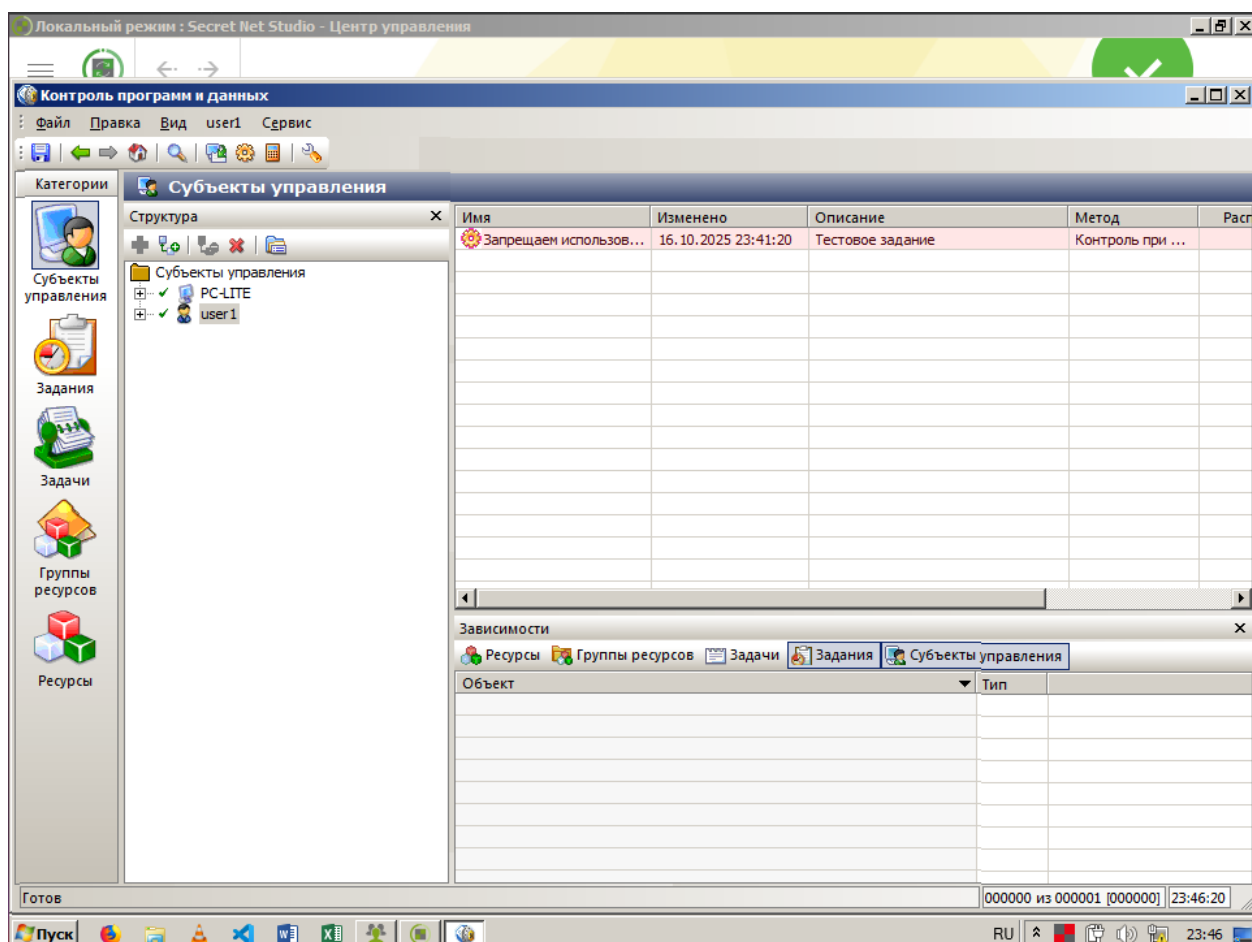 Локальный режим : Secret Net Studio - Центр управления
Контроль программ и данных
Файл Правка Вид user1 Сервис
Категории
Субъекты управления
Субъекты
управления
Задания
Задачи
Группы
ресурсов
Ресурсы
Структура
Субъекты управления
PC-LITE
user1
Имя Изменено Описание Метод Расп
Запрещаем использов... 16.10.2025 23:41:20 Тестовое задание Контроль при ...
Зависимости
Ресурсы Группы ресурсов Задачи Задания Субъекты управления
Объект Тип
Готов 000000 из 000001 [000000] 23:46:20
Пуск RU 23:46